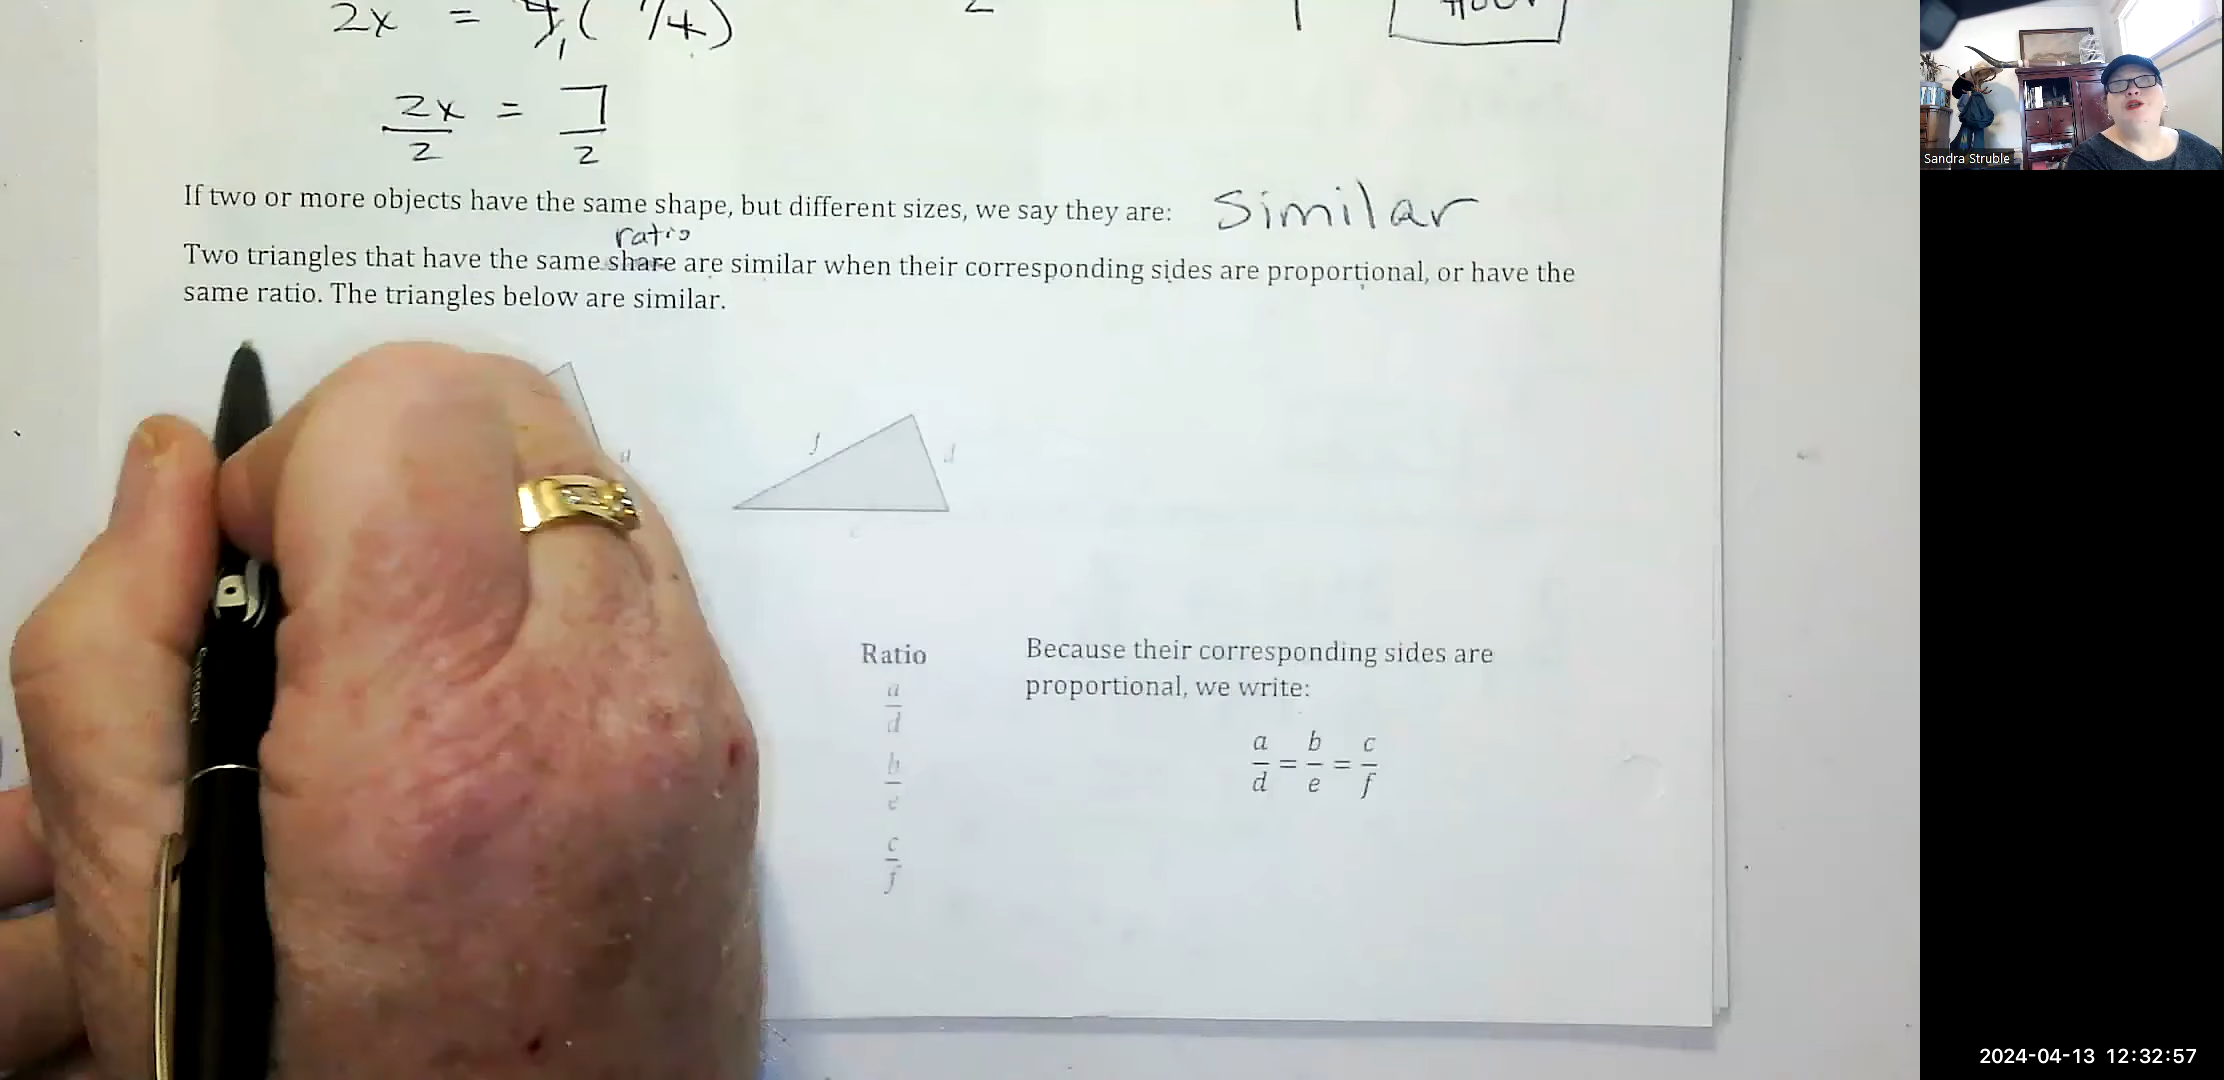 2x = 4 ( 7/4 )
2x/2 = 7/2
If two or more objects have the same shape, but different sizes, we say they are: Similar
ratio
Two triangles that have the same share are similar when their corresponding sides are proportional, or have the
same ratio. The triangles below are similar.
f d
Ratio
a/d
b/e
c/f
Because their corresponding sides are
proportional, we write:
a/d = b/e = c/f
Sandra Struble
2024-04-13 12:32:57